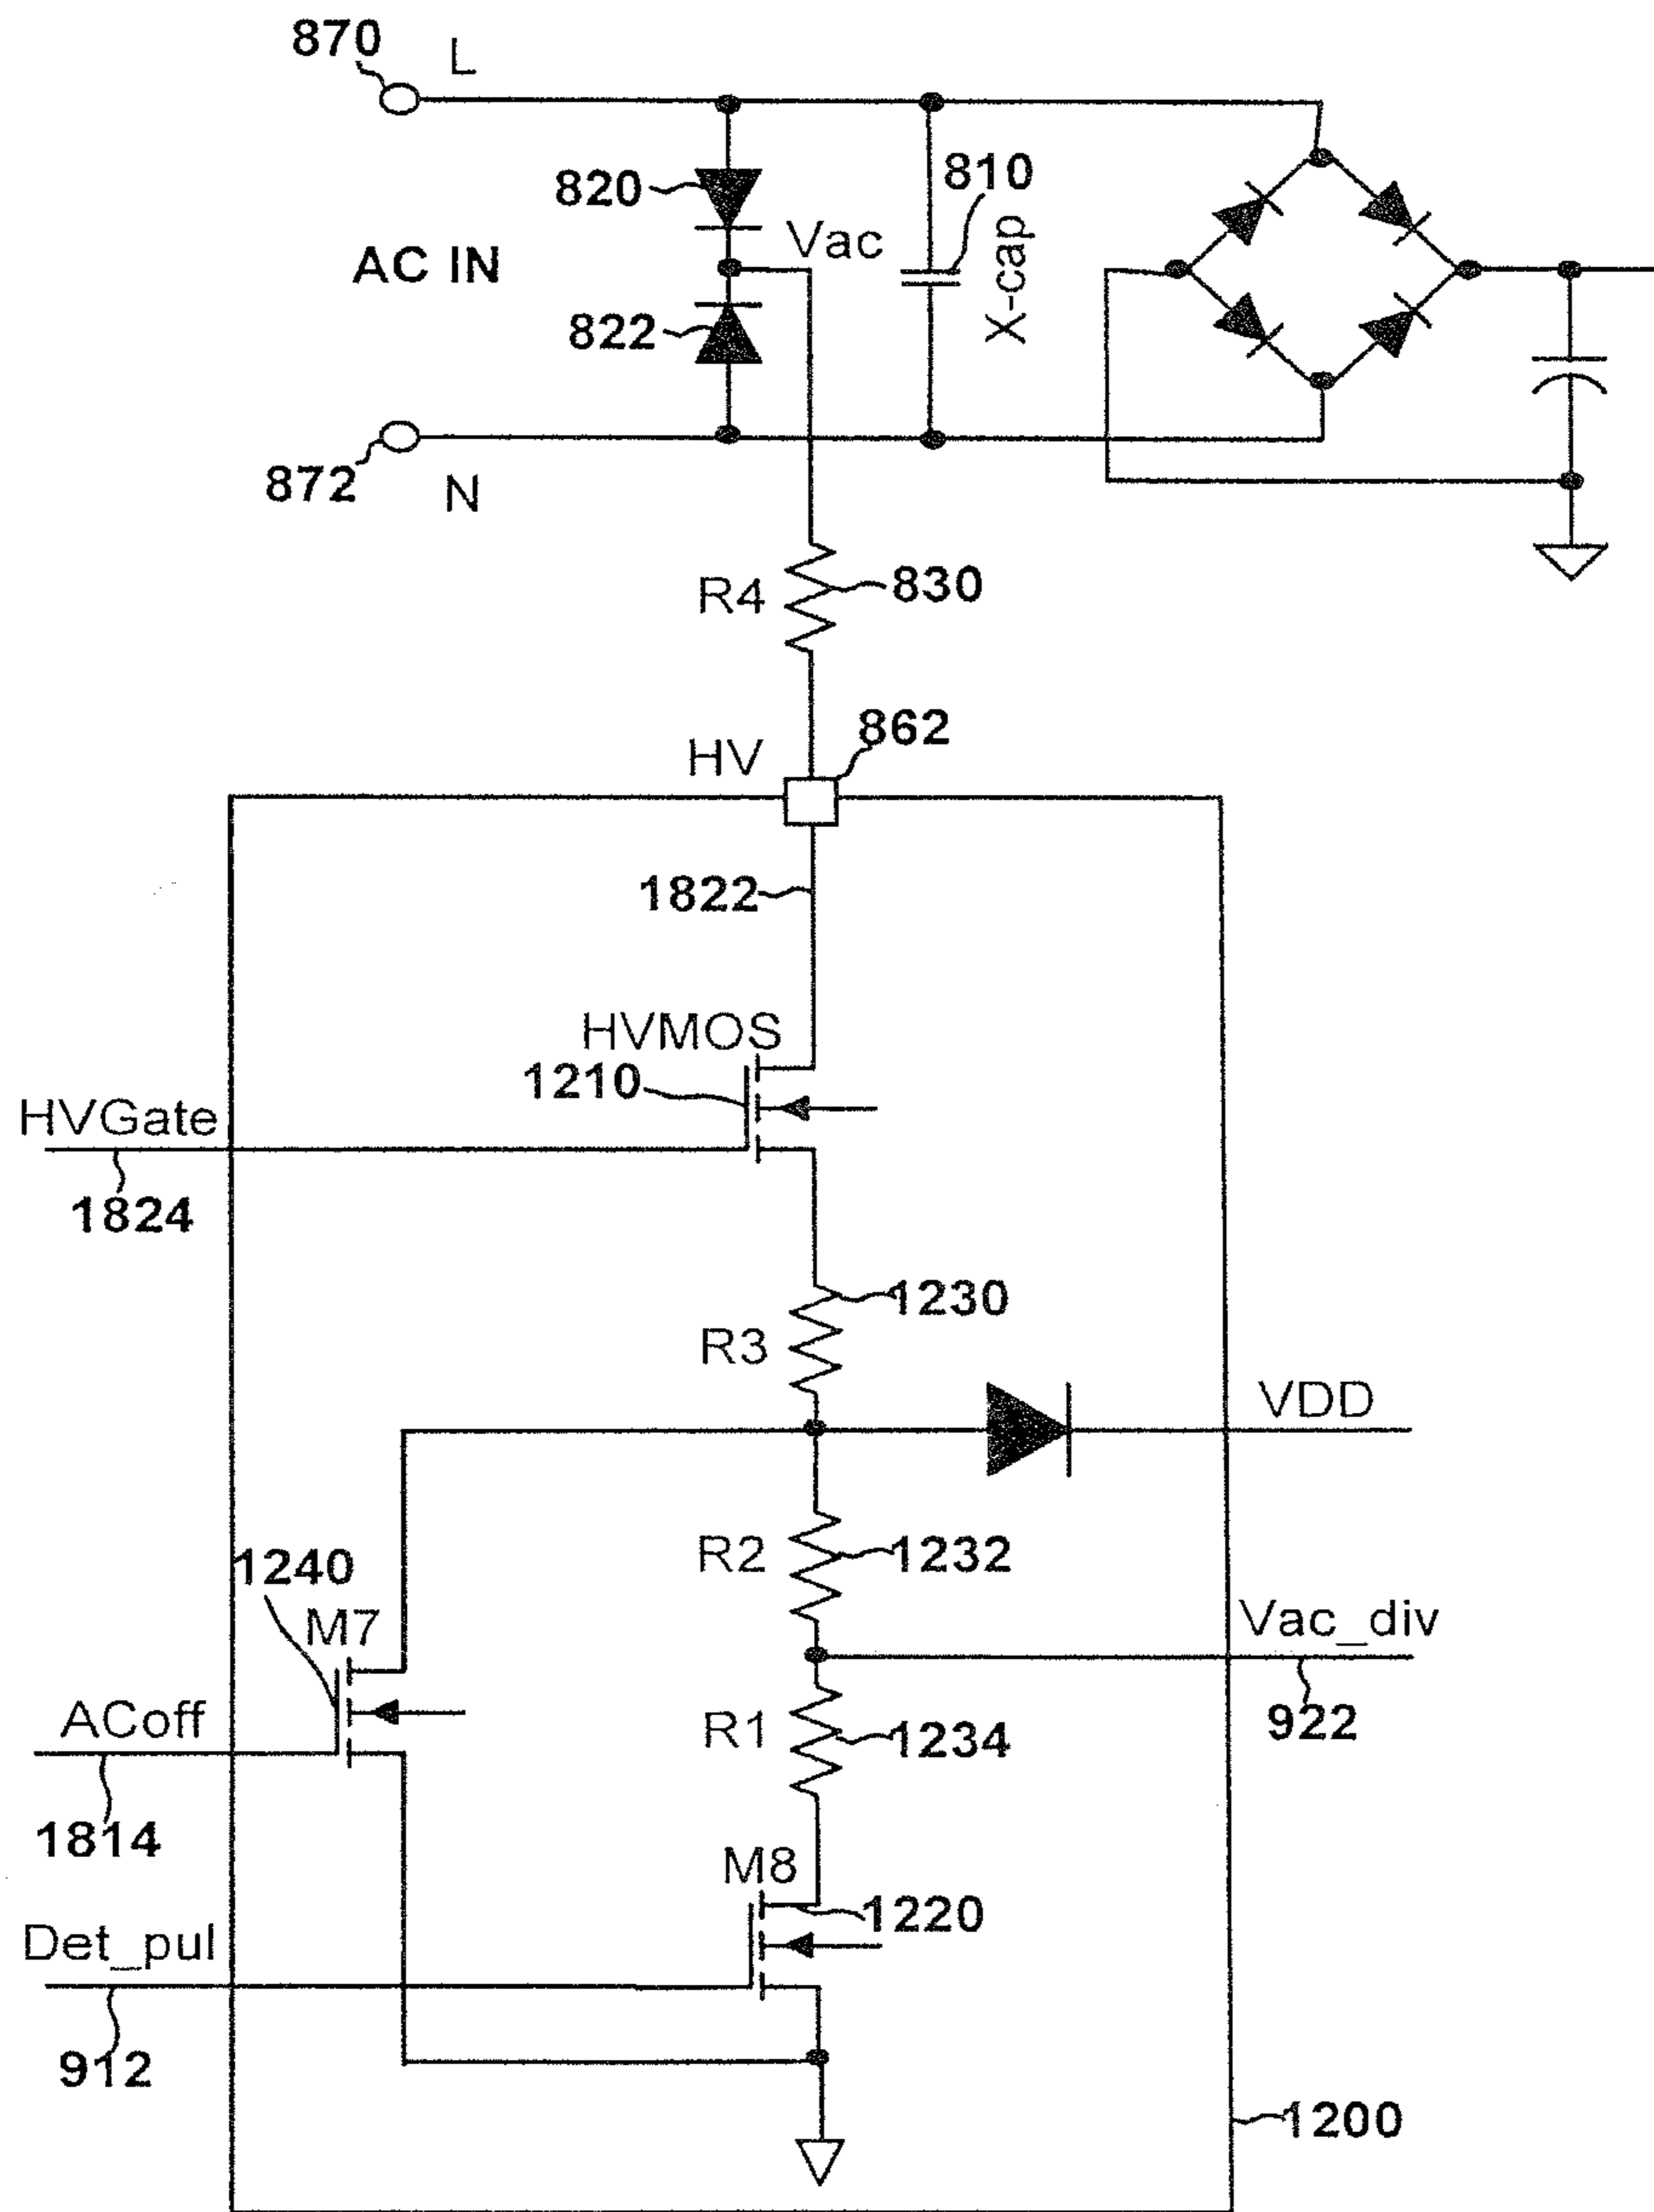 870
L
820
810
Vac
X-cap
AC IN
822
872
N
R4
830
HV
862
1822
HVMOS
1210
HVGate
1824
1230
R3
VDD
R2
1232
1240
M7
Vac_div
ACoff
R1
1234
922
1814
M8
1220
Det_pul
912
1200